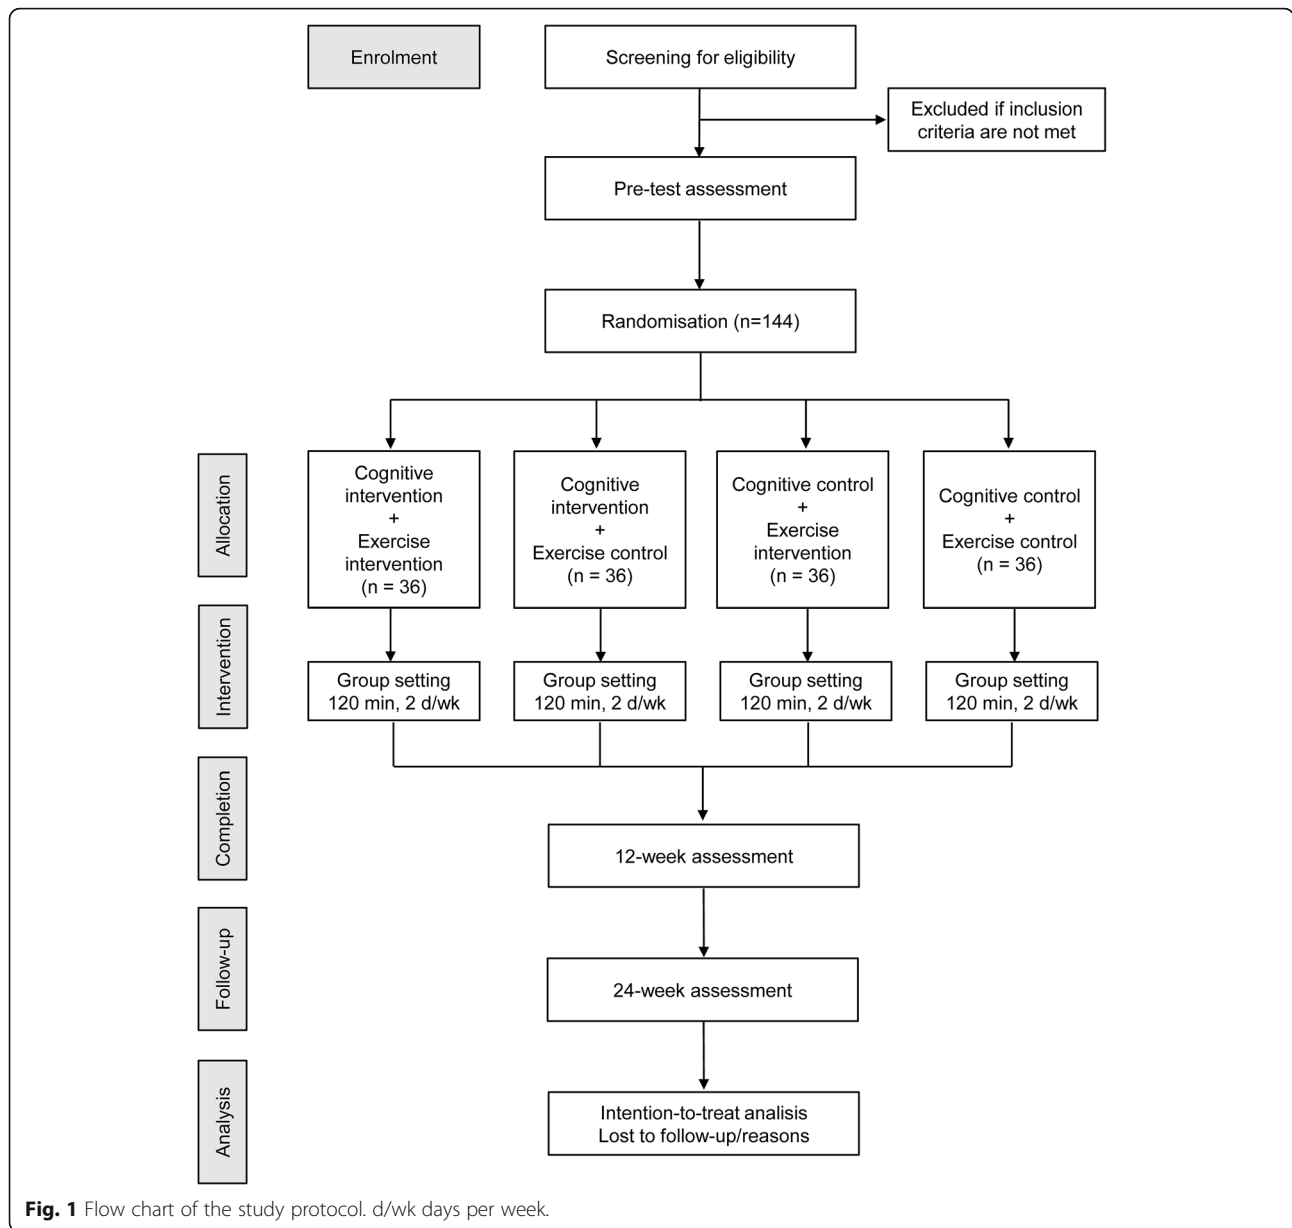 Enrolment
Screening for eligibility
Excluded if inclusion
criteria are not met
Pre-test assessment
Randomisation (n=144)
Allocation
Cognitive
intervention
+
Exercise
intervention
(n = 36)
Cognitive
intervention
+
Exercise control
(n = 36)
Cognitive control
+
Exercise
intervention
(n = 36)
Cognitive control
+
Exercise control
(n = 36)
Intervention
Group setting
120 min, 2 d/wk
Group setting
120 min, 2 d/wk
Group setting
120 min, 2 d/wk
Group setting
120 min, 2 d/wk
Completion
12-week assessment
Follow-up
24-week assessment
Analysis
Intention-to-treat analisis
Lost to follow-up/reasons
Fig. 1 Flow chart of the study protocol. d/wk days per week.